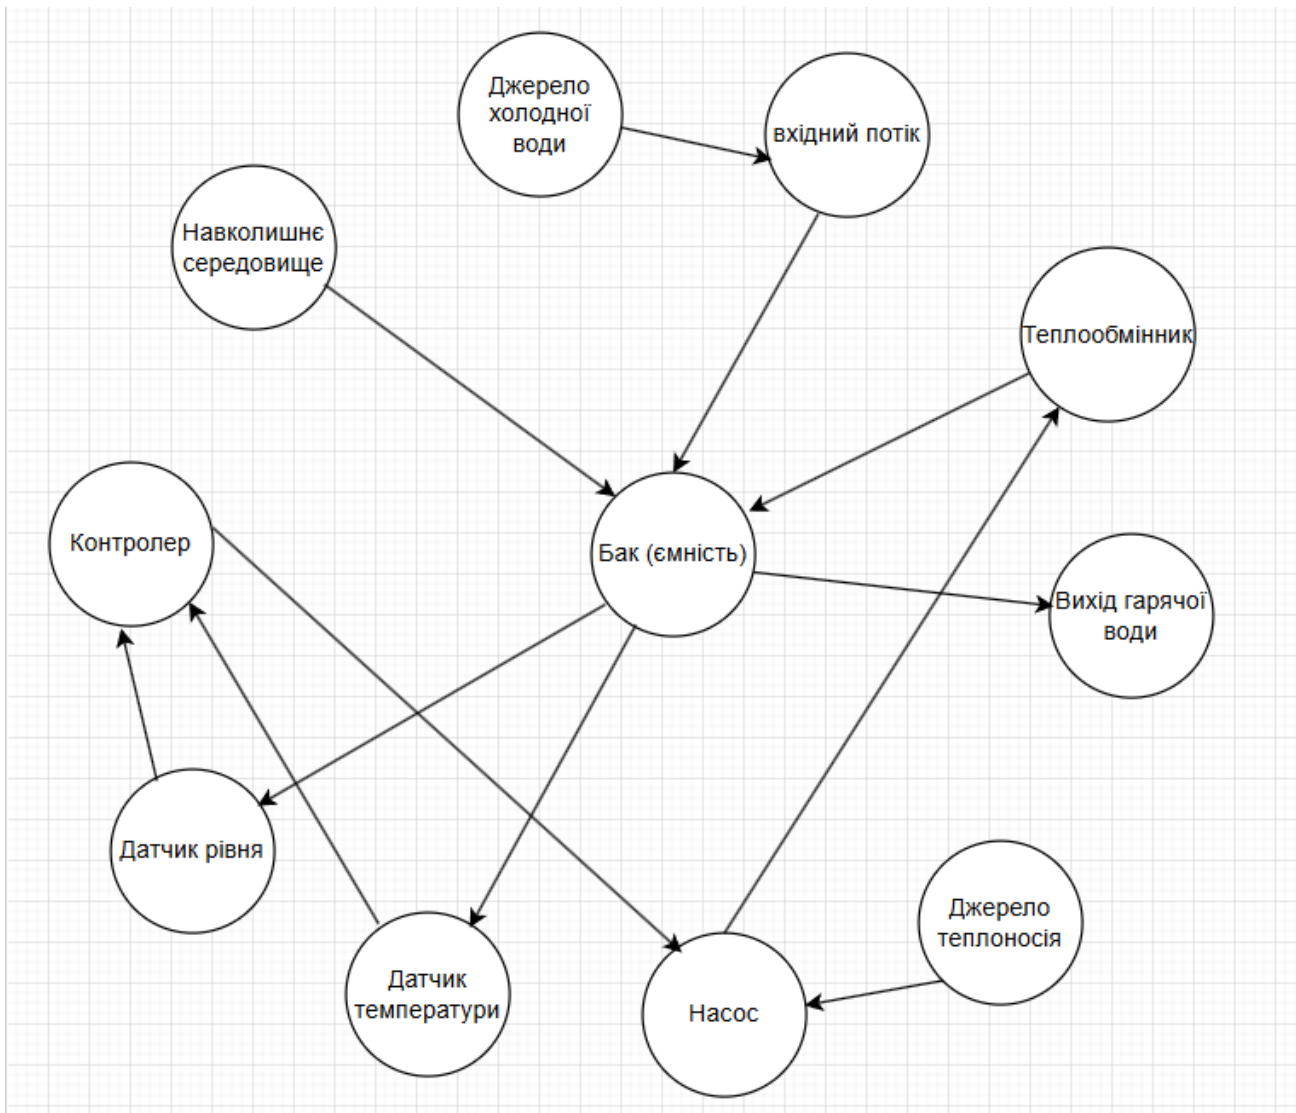 Джерело
холодної
води
вхідний потік
Навколишнє
середовище
Теплообмінник
Контролер
Бак (ємність)
Вихід гарячої
води
Датчик рівня
Джерело
теплоносія
Датчик
температури
Насос